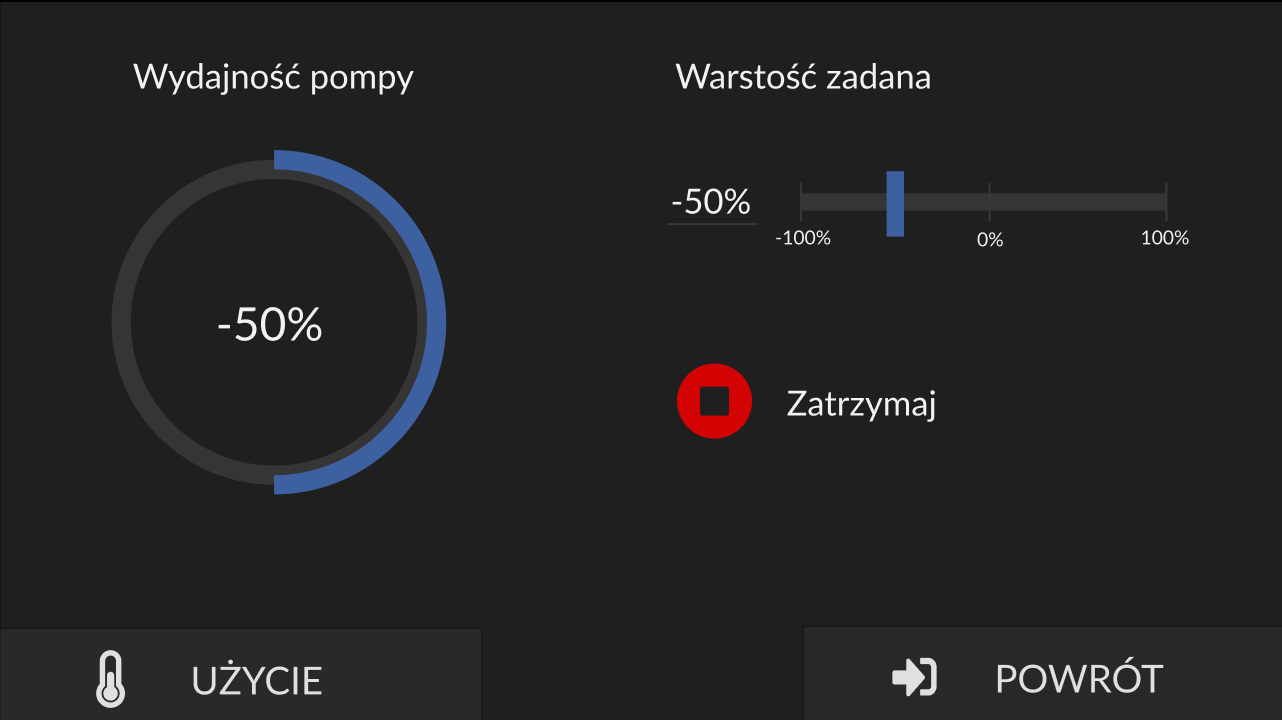 Wydajność pompy
-50%
Warstość zadana
-50%
-100%
0%
100%
Zatrzymaj
UŻYCIE
POWRÓT